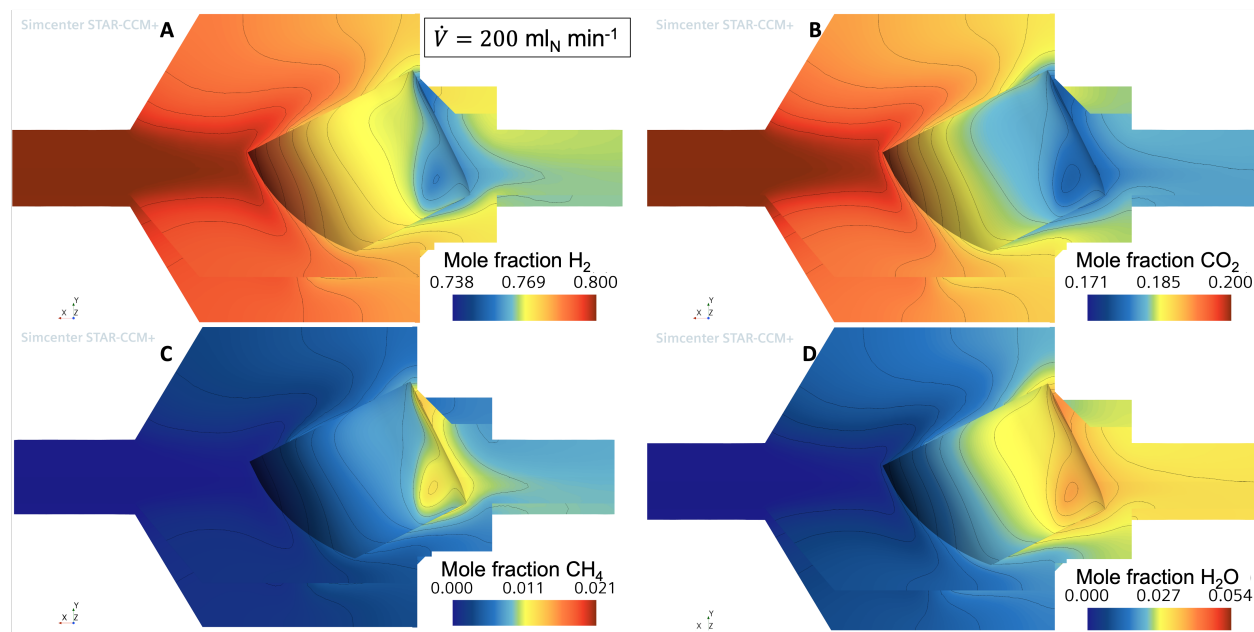 Simcenter STAR-CCM+
A
V̇ = 200 mlN min-1
Simcenter STAR-CCM+
B
Mole fraction H2
0.738 0.769 0.800
Y
X Z
Mole fraction CO2
0.171 0.185 0.200
Y
X Z
Simcenter STAR-CCM+
C
Simcenter STAR-CCM+
D
Mole fraction CH4
0.000 0.011 0.021
Y
X Z
Mole fraction H2O
0.000 0.027 0.054
Y
X Z